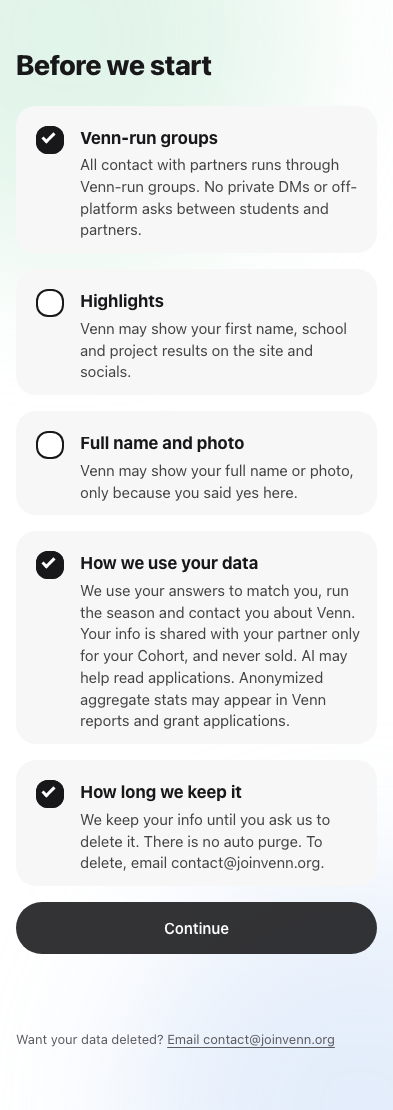 Before we start
Venn-run groups
All contact with partners runs through
Venn-run groups. No private DMs or off-
platform asks between students and
partners.
Highlights
Venn may show your first name, school
and project results on the site and
socials.
Full name and photo
Venn may show your full name or photo,
only because you said yes here.
How we use your data
We use your answers to match you, run
the season and contact you about Venn.
Your info is shared with your partner only
for your Cohort, and never sold. AI may
help read applications. Anonymized
aggregate stats may appear in Venn
reports and grant applications.
How long we keep it
We keep your info until you ask us to
delete it. There is no auto purge. To
delete, email contact@joinvenn.org.
Continue
Want your data deleted? Email contact@joinvenn.org